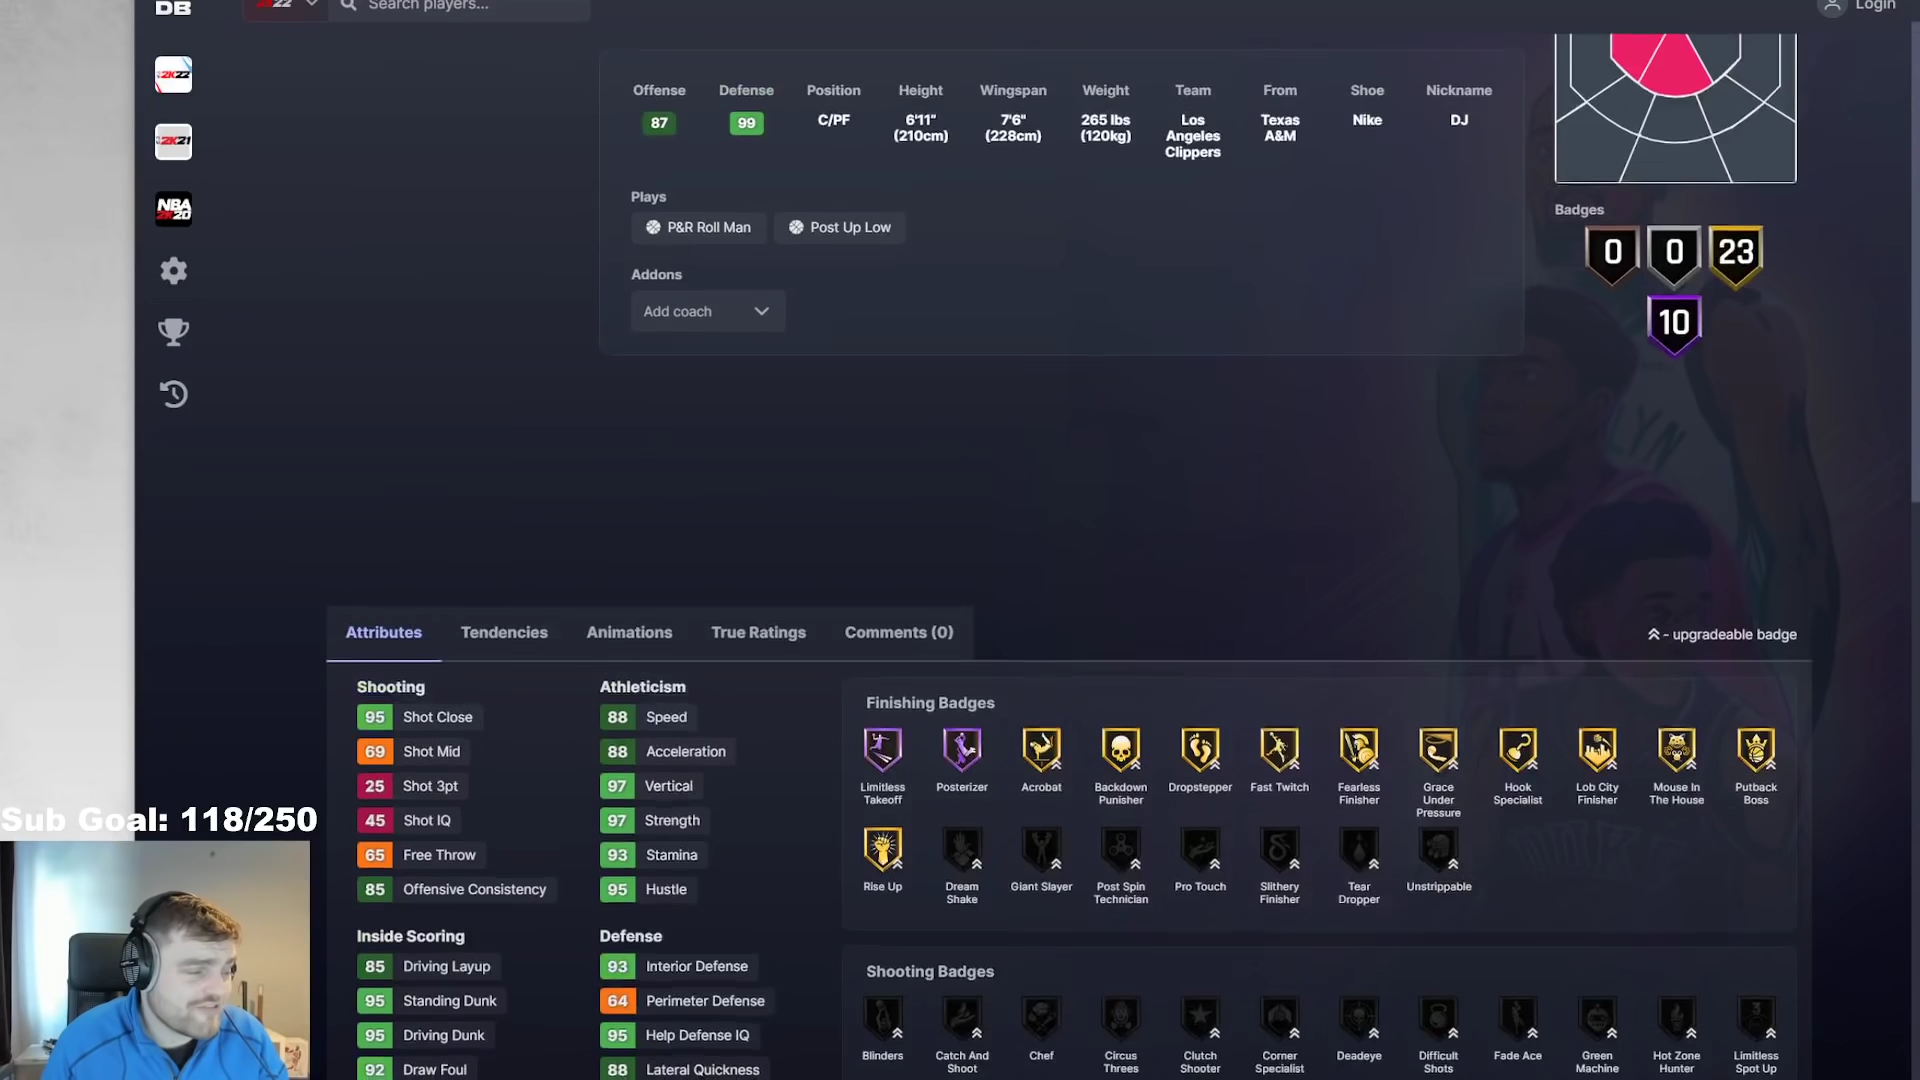 DB
2K22
Search players...
Login
2K22
2K21
NBA
2K20
Offense
Defense
Position
Height
Wingspan
Weight
Team
From
Shoe
Nickname
87
99
C/PF
6'11"
(210cm)
7'6"
(228cm)
265 lbs
(120kg)
Los
Angeles
Clippers
Texas
A&M
Nike
DJ
Plays
P&R Roll Man
Post Up Low
Addons
Add coach
Badges
0
0
23
10
Attributes
Tendencies
Animations
True Ratings
Comments (0)
- upgradeable badge
Shooting
95 Shot Close
69 Shot Mid
25 Shot 3pt
45 Shot IQ
65 Free Throw
85 Offensive Consistency
Athleticism
88 Speed
88 Acceleration
97 Vertical
97 Strength
93 Stamina
95 Hustle
Inside Scoring
85 Driving Layup
95 Standing Dunk
95 Driving Dunk
92 Draw Foul
Defense
93 Interior Defense
64 Perimeter Defense
95 Help Defense IQ
88 Lateral Quickness
Finishing Badges
Limitless
Takeoff
Posterizer
Acrobat
Backdown
Punisher
Dropstepper
Fast Twitch
Fearless
Finisher
Grace
Under
Pressure
Hook
Specialist
Lob City
Finisher
Mouse In
The House
Putback
Boss
Rise Up
Dream
Shake
Giant Slayer
Post Spin
Technician
Pro Touch
Slithery
Finisher
Tear
Dropper
Unstrippable
Shooting Badges
Blinders
Catch And
Shoot
Chef
Circus
Threes
Clutch
Shooter
Corner
Specialist
Deadeye
Difficult
Shots
Fade Ace
Green
Machine
Hot Zone
Hunter
Limitless
Spot Up
Sub Goal: 118/250